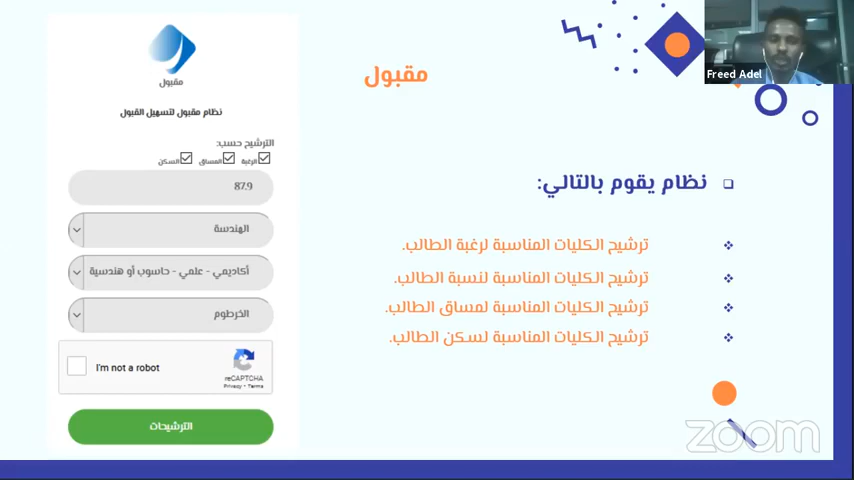 Freed Adel
مقبول
نظام يقوم بالتالي:
ترشيح الكليات المناسبة لرغبة الطالب.
ترشيح الكليات المناسبة لنسبة الطالب.
ترشيح الكليات المناسبة لمساق الطالب.
ترشيح الكليات المناسبة لسكن الطالب.
مقبول
نظام مقبول لتسهيل القبول
الترشيح حسب:
الرغبة المساق السكن
87.9
الهندسة
أكاديمي - علمي - حاسوب أو هندسية
الخرطوم
I'm not a robot
reCAPTCHA
Privacy • Terms
الترشيحات
zoom